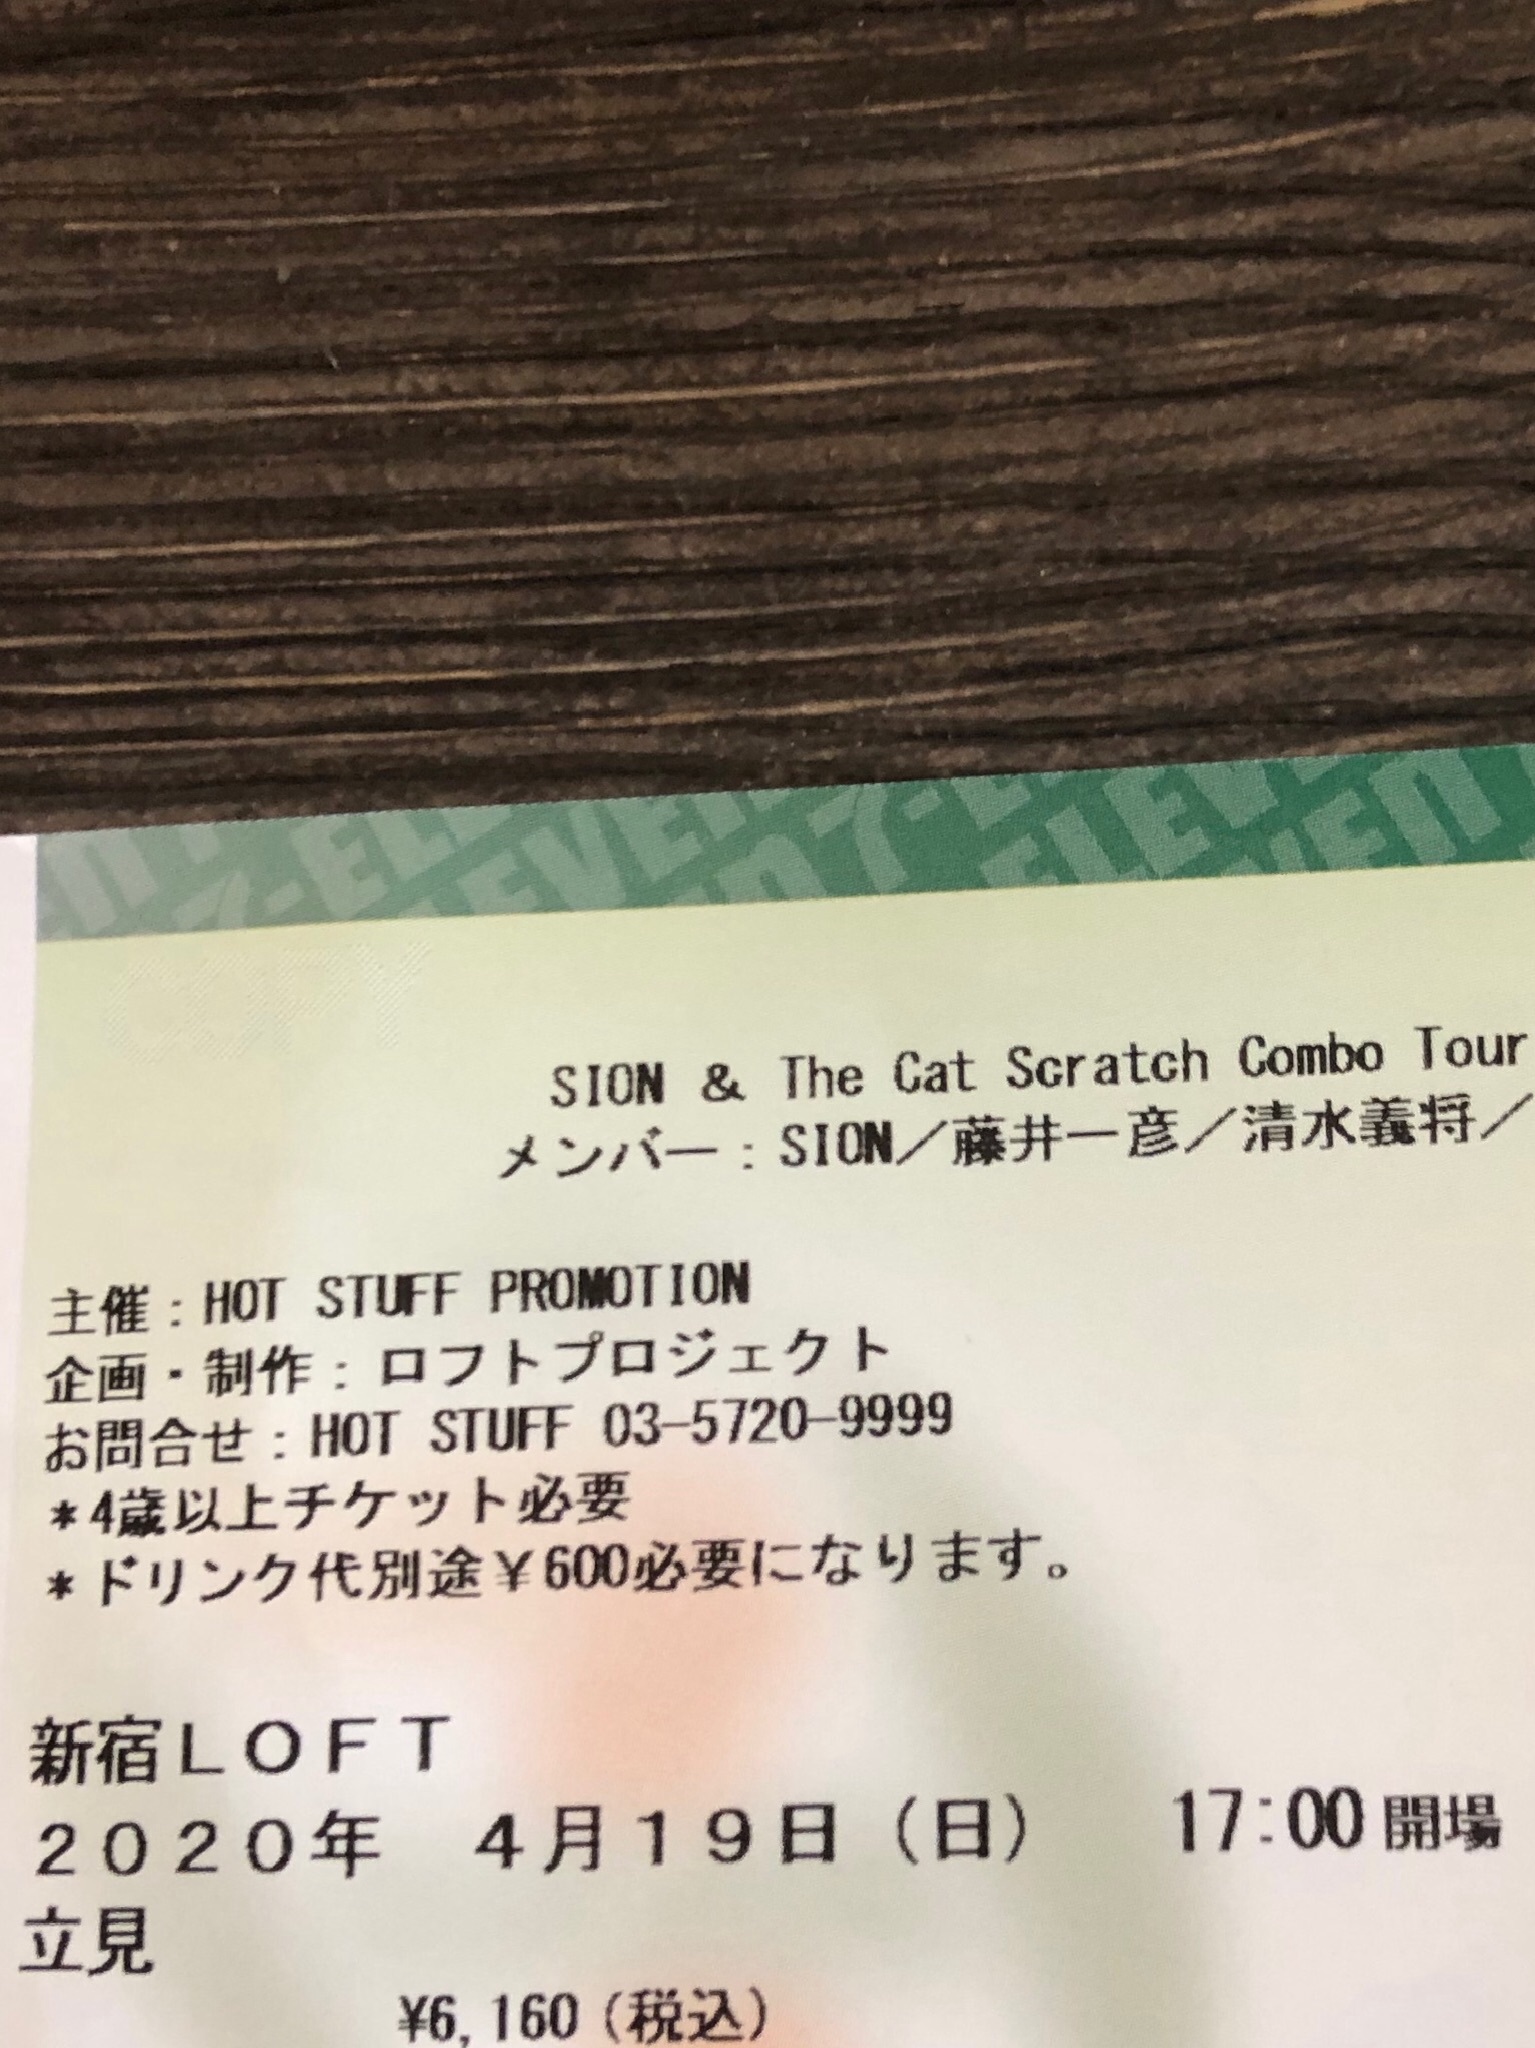 7-ELEVEN
COPY
SION & The Cat Scratch Combo Tour
メンバー：SION／藤井一彦／清水義将／
主催：HOT STUFF PROMOTION
企画・制作：ロフトプロジェクト
お問合せ：HOT STUFF 03-5720-9999
*4歳以上チケット必要
*ドリンク代別途￥600必要になります。
新宿ＬＯＦＴ
２０２０年　４月１９日（日）　17:00開場
立見
¥6,160（税込）